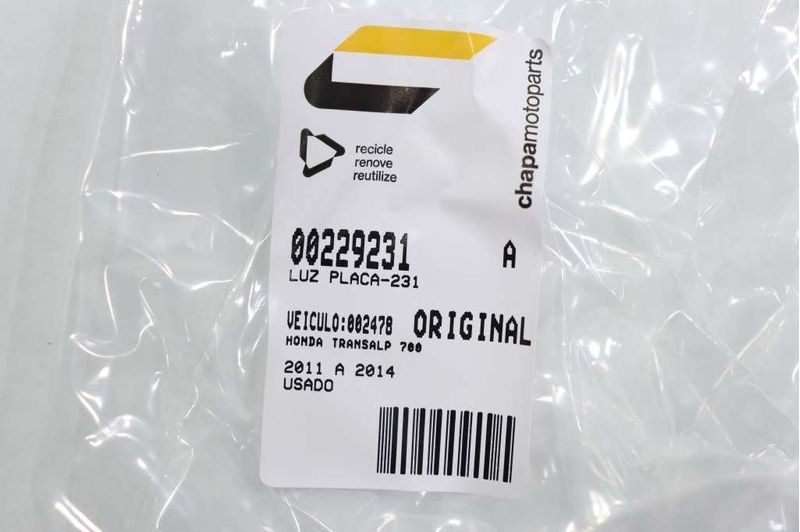 chapamotoparts
recicle
renove
reutilize
00229231 A
LUZ PLACA-231
VEICULO:002478 ORIGINAL
HONDA TRANSALP 700
2011 A 2014
USADO